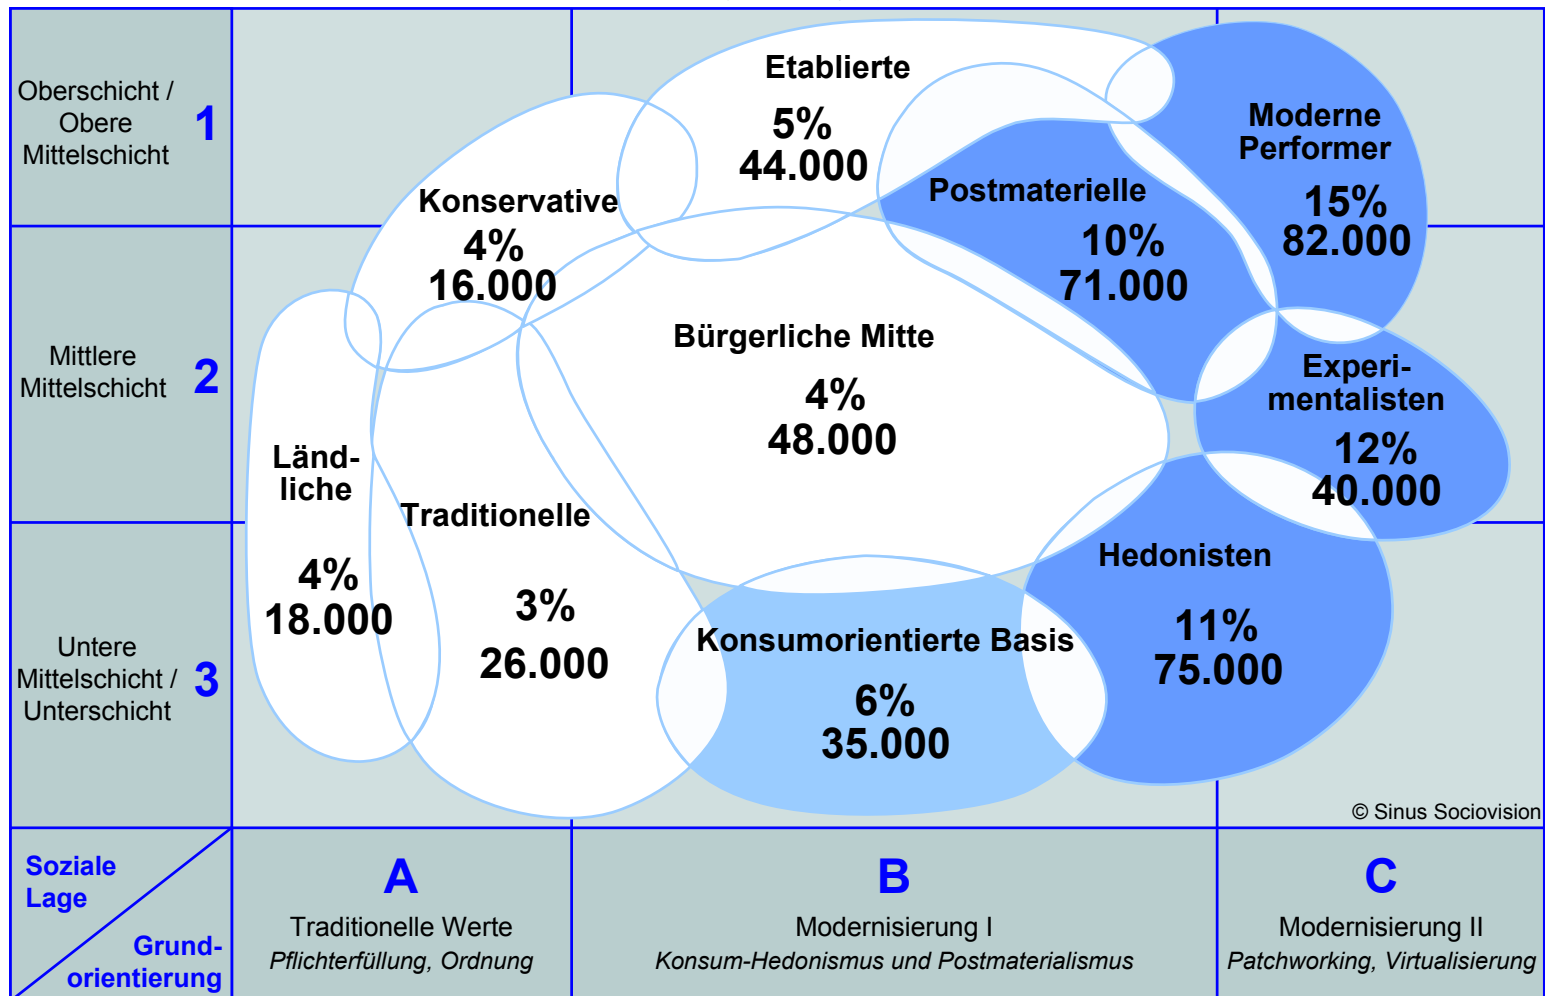 Oberschicht /
Obere
Mittelschicht
1
Etablierte
5%
44.000
Moderne
Performer
15%
82.000
Konservative
4%
16.000
Postmaterielle
10%
71.000
Mittlere
Mittelschicht
2
Bürgerliche Mitte
4%
48.000
Experi-
mentalisten
12%
40.000
Länd-
liche
4%
18.000
Traditionelle
3%
26.000
Hedonisten
11%
75.000
Untere
Mittelschicht /
Unterschicht
3
Konsumorientierte Basis
6%
35.000
© Sinus Sociovision
Soziale
Lage
Grund-
orientierung
A
Traditionelle Werte
Pflichterfüllung, Ordnung
B
Modernisierung I
Konsum-Hedonismus und Postmaterialismus
C
Modernisierung II
Patchworking, Virtualisierung